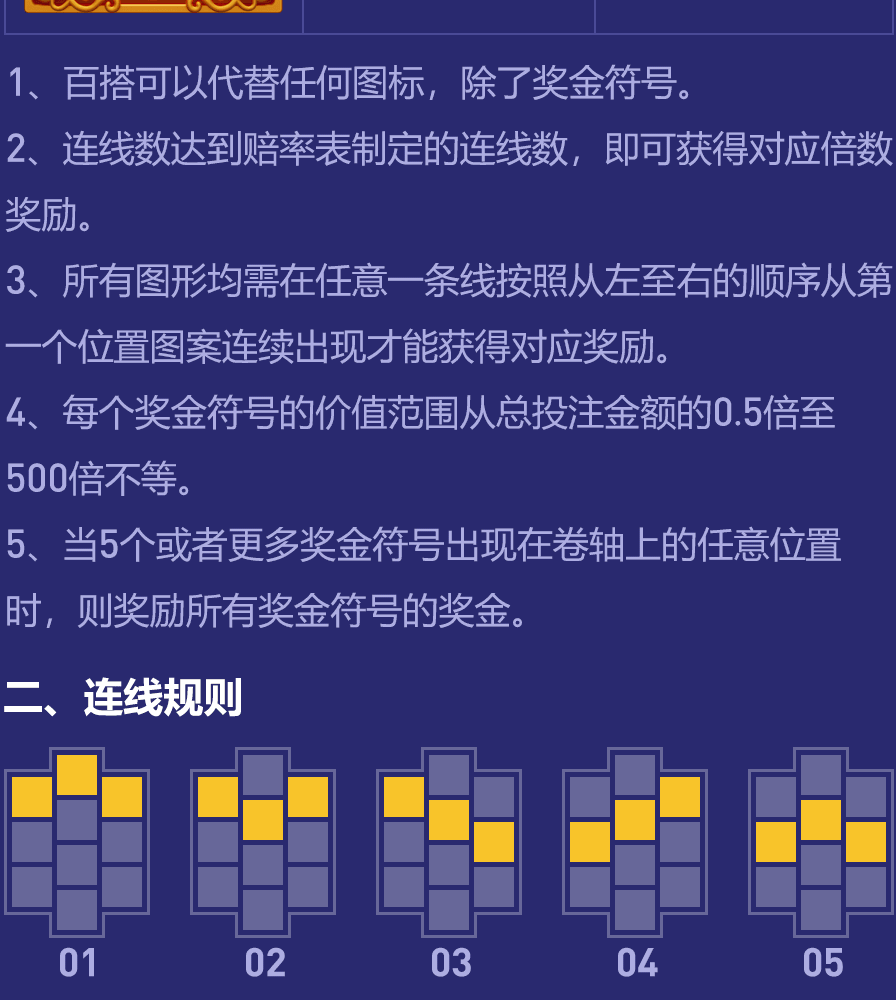 1、百搭可以代替任何图标，除了奖金符号。
2、连线数达到赔率表制定的连线数，即可获得对应倍数
奖励。
3、所有图形均需在任意一条线按照从左至右的顺序从第
一个位置图案连续出现才能获得对应奖励。
4、每个奖金符号的价值范围从总投注金额的0.5倍至
500倍不等。
5、当5个或者更多奖金符号出现在卷轴上的任意位置
时，则奖励所有奖金符号的奖金。
二、连线规则
01 02 03 04 05